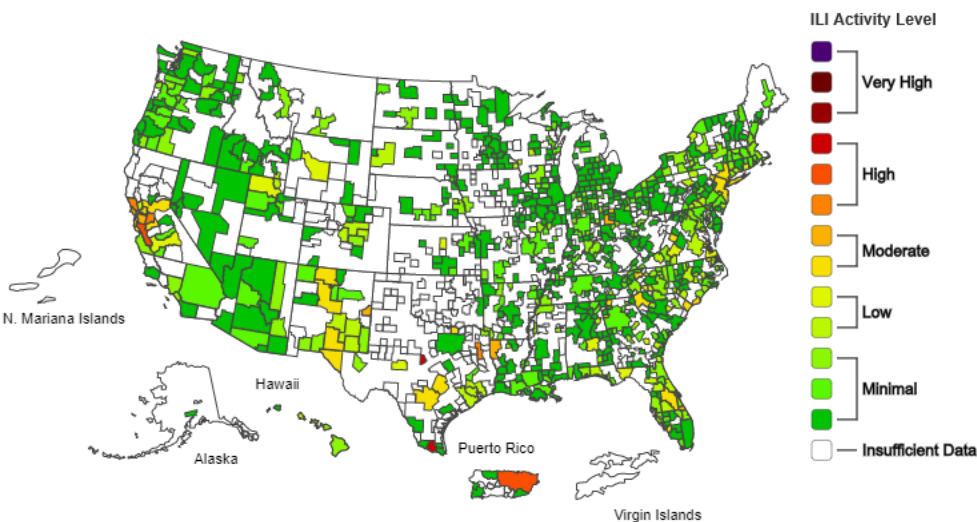 ILI Activity Level
Very High
High
Moderate
Low
Minimal
Insufficient Data
N. Mariana Islands
Hawaii
Alaska
Puerto Rico
Virgin Islands